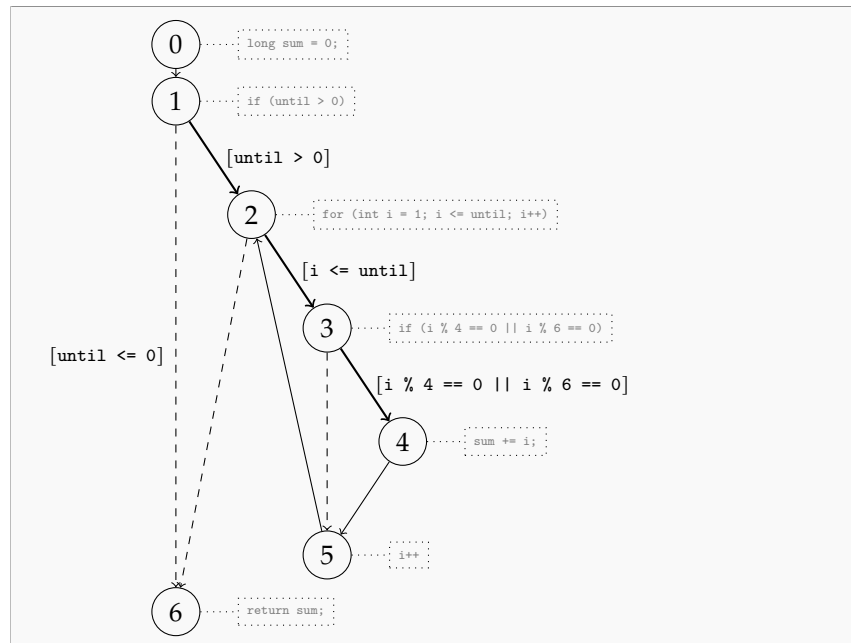 0 long sum = 0;
1 if (until > 0)
[until > 0]
2 for (int i = 1; i <= until; i++)
[i <= until]
3 if (i % 4 == 0 || i % 6 == 0)
[until <= 0]
[i % 4 == 0 || i % 6 == 0]
4 sum += i;
5 i++
6 return sum;